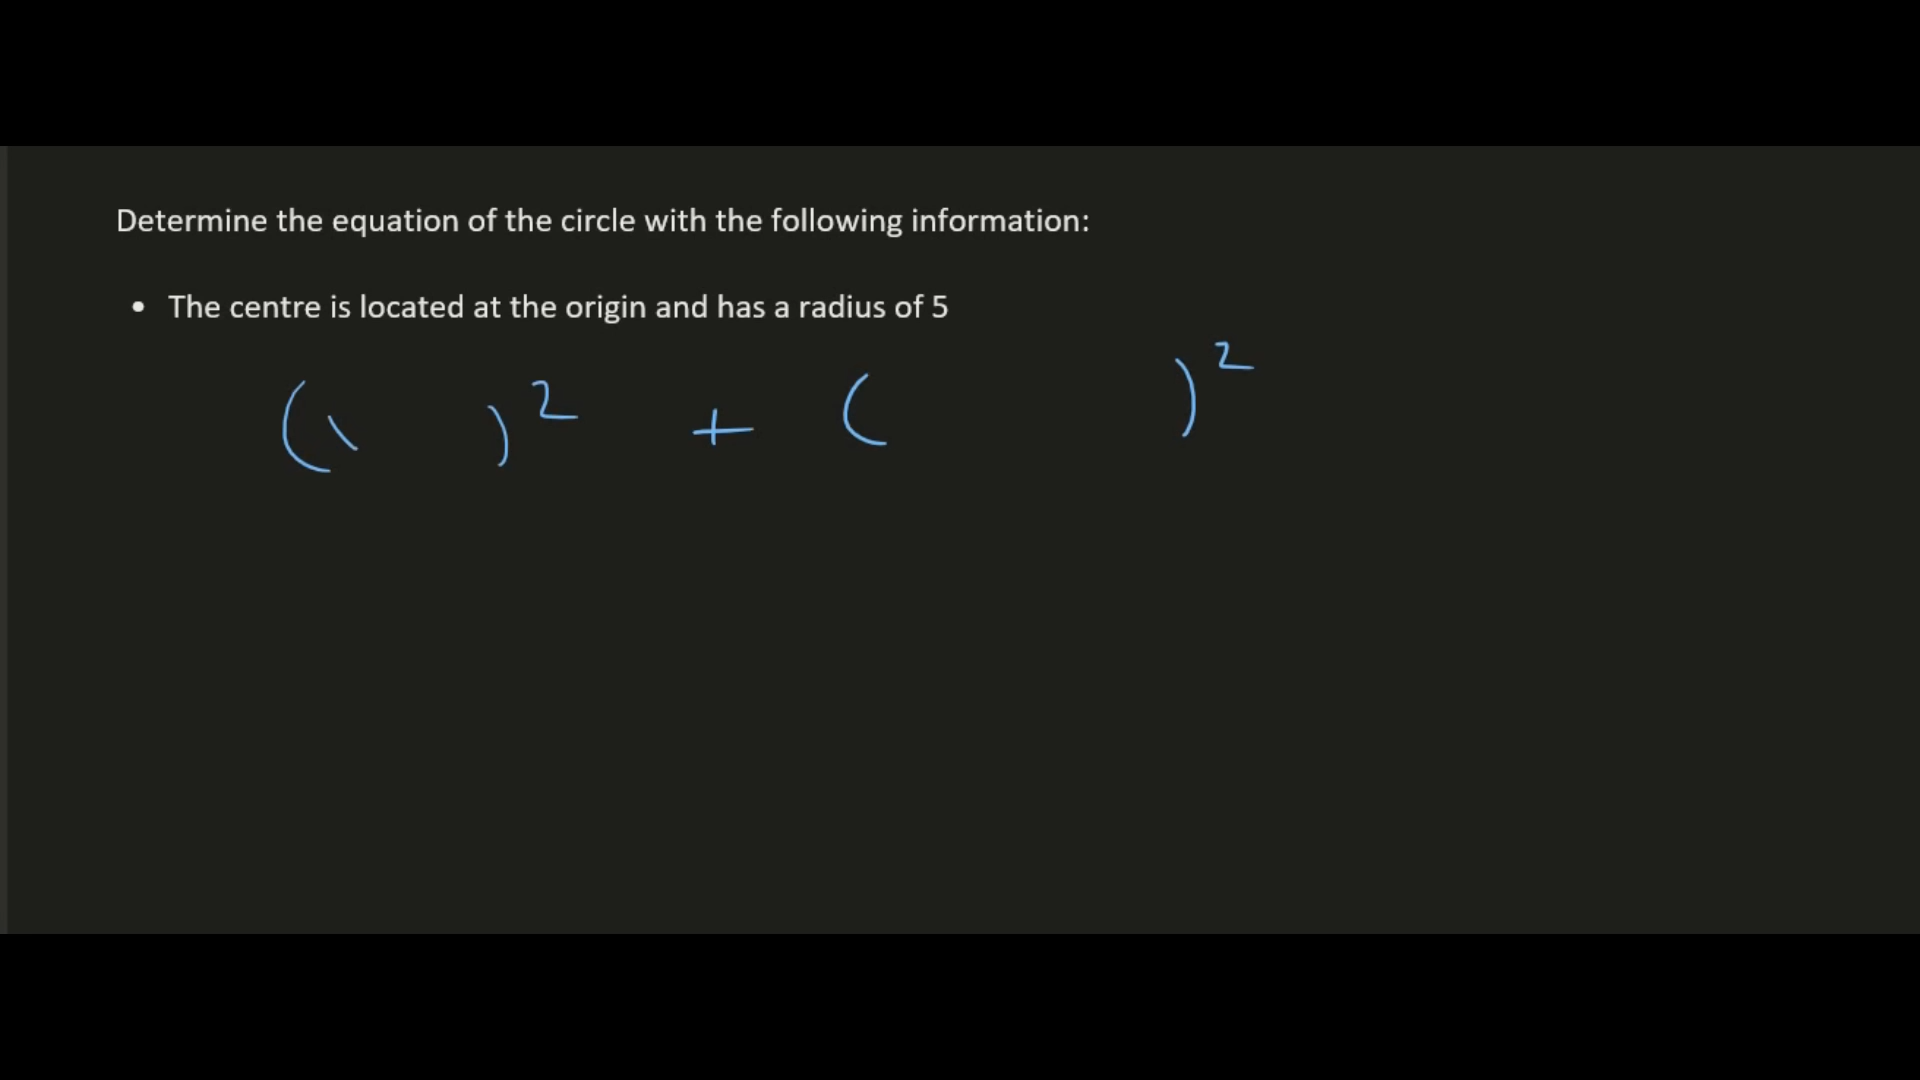 Determine the equation of the circle with the following information:
• The centre is located at the origin and has a radius of 5
( )² + ( )²